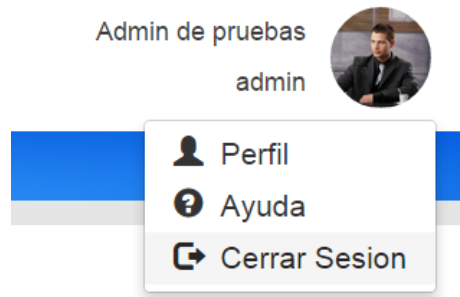 Admin de pruebas
admin
Perfil
Ayuda
Cerrar Sesion